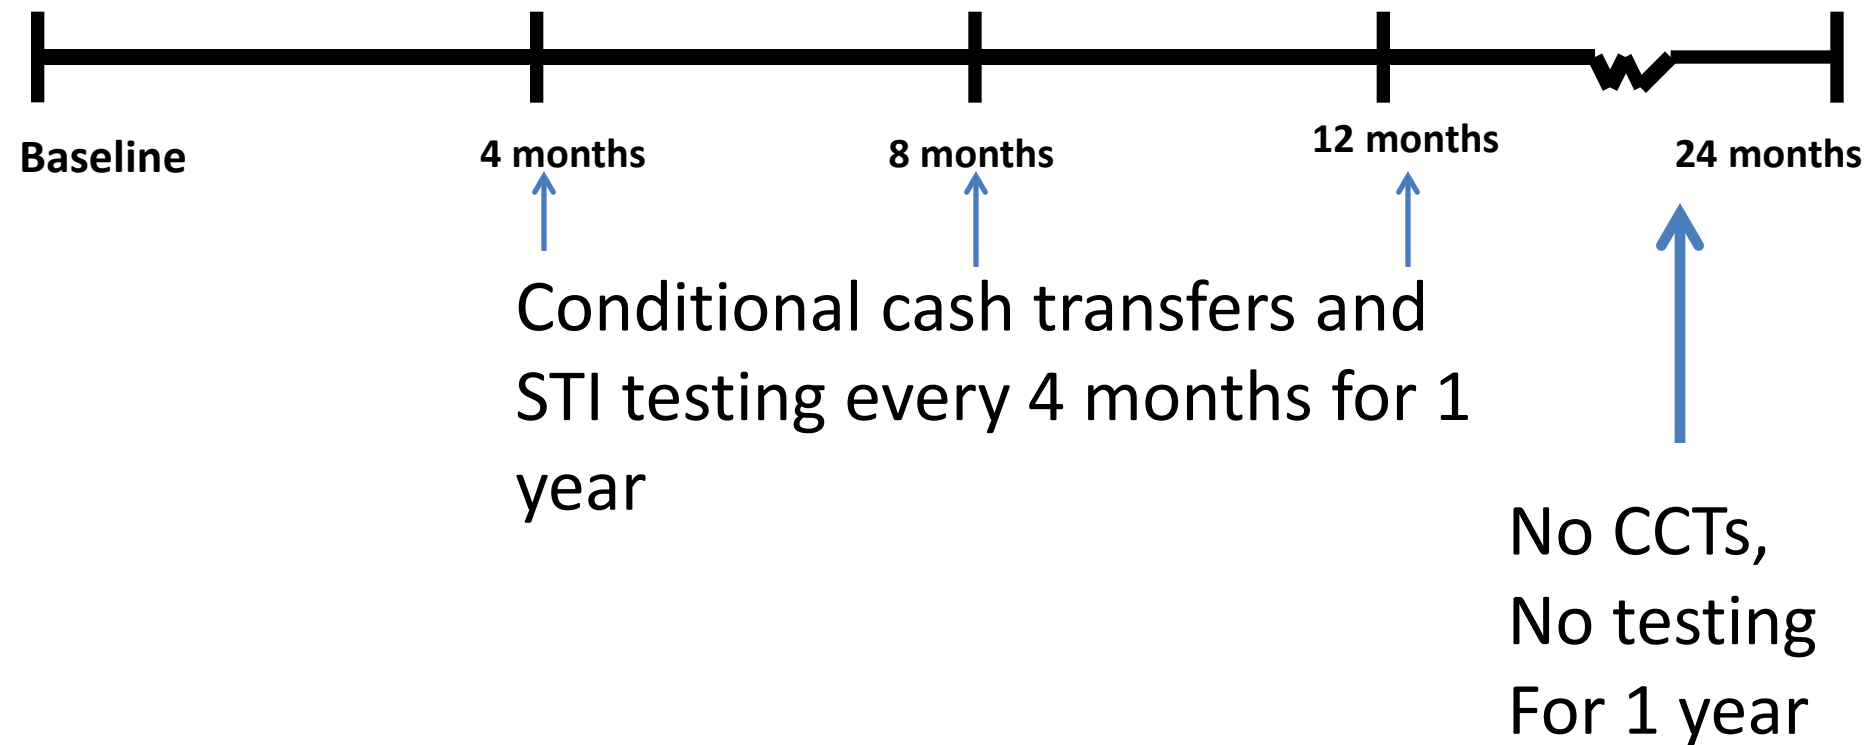 Baseline
4 months
8 months
12 months
24 months
Conditional cash transfers and
STI testing every 4 months for 1
year
No CCTs,
No testing
For 1 year